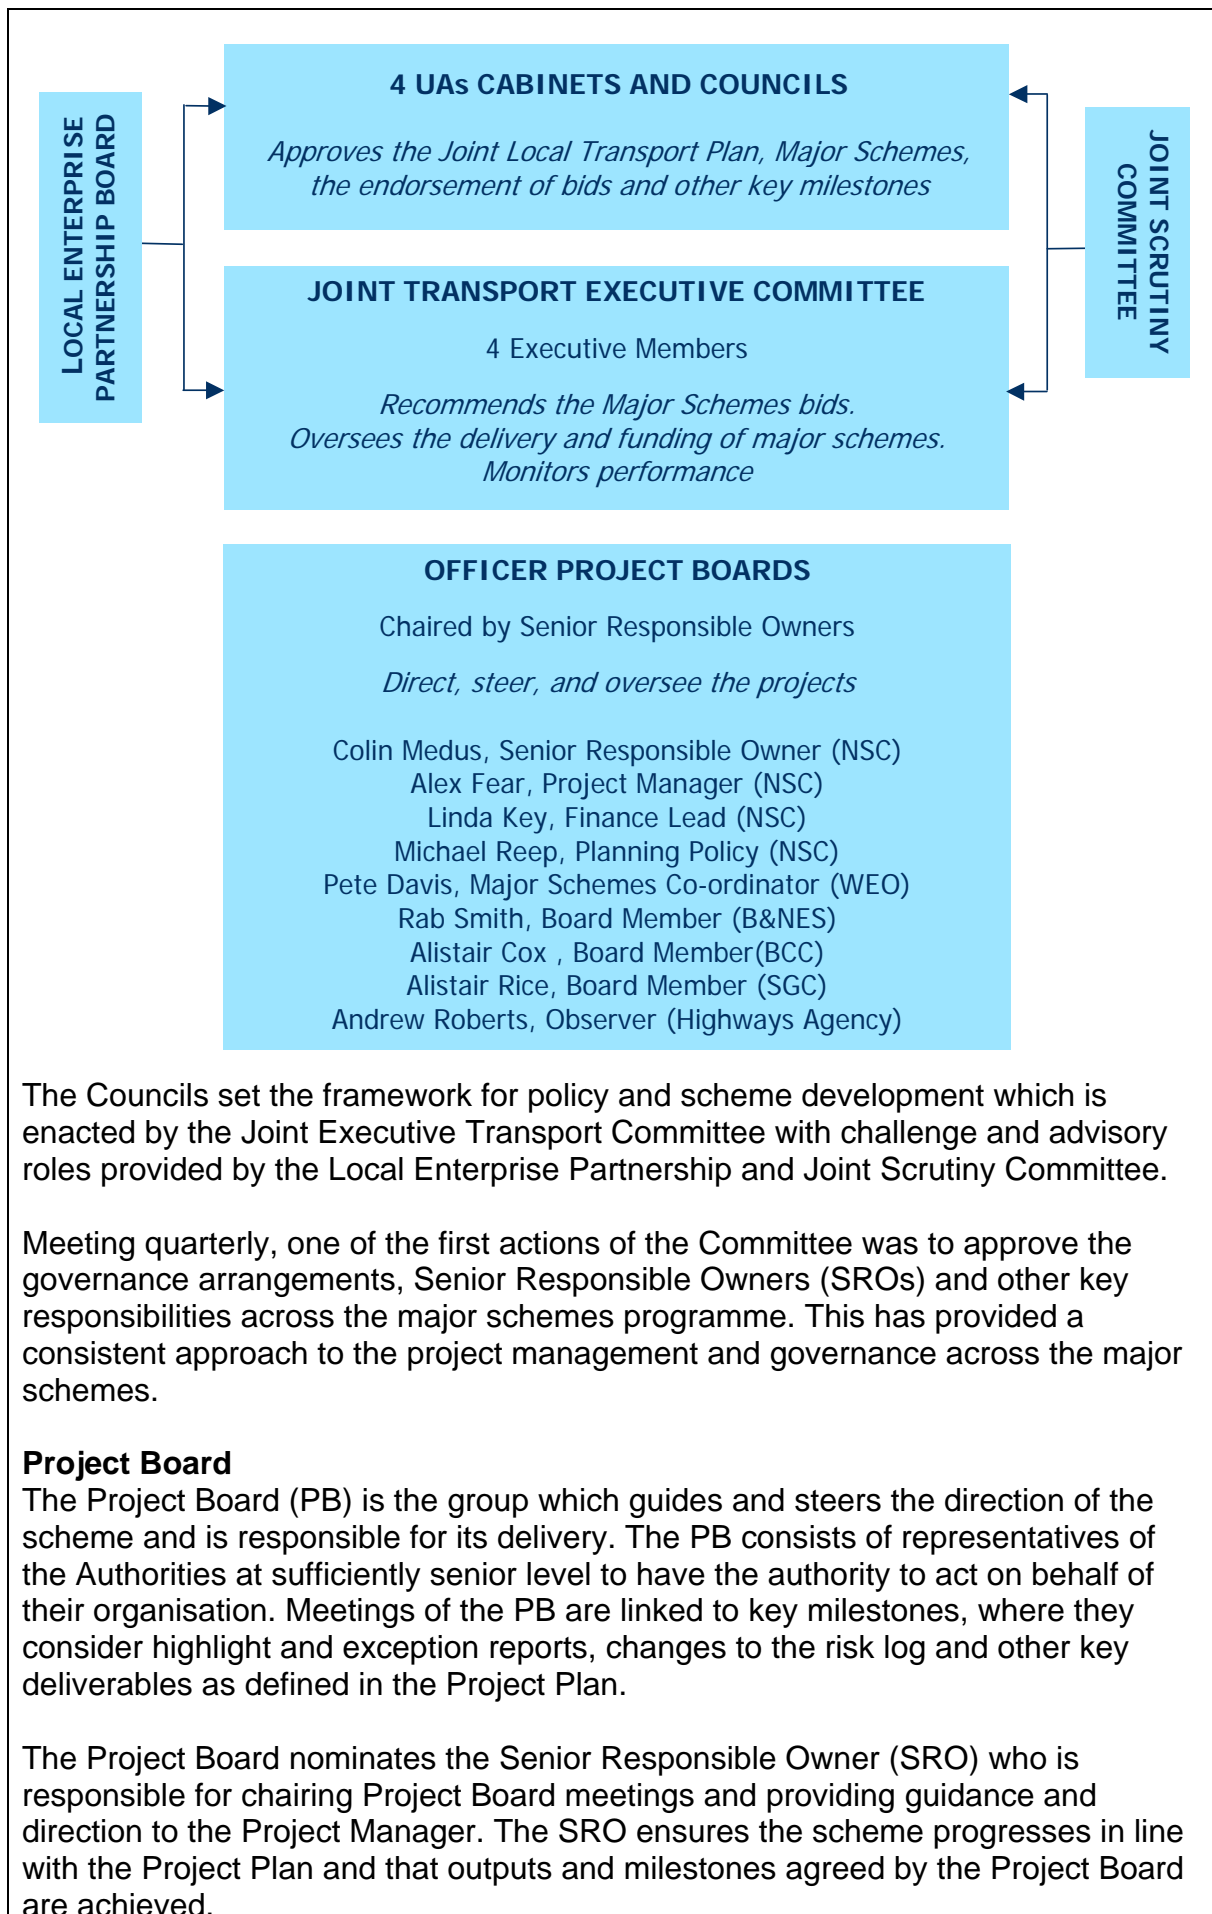 4 UAs CABINETS AND COUNCILS
Approves the Joint Local Transport Plan, Major Schemes,
the endorsement of bids and other key milestones
LOCAL ENTERPRISE
PARTNERSHIP BOARD
JOINT SCRUTINY
COMMITTEE
JOINT TRANSPORT EXECUTIVE COMMITTEE
4 Executive Members
Recommends the Major Schemes bids.
Oversees the delivery and funding of major schemes.
Monitors performance
OFFICER PROJECT BOARDS
Chaired by Senior Responsible Owners
Direct, steer, and oversee the projects
Colin Medus, Senior Responsible Owner (NSC)
Alex Fear, Project Manager (NSC)
Linda Key, Finance Lead (NSC)
Michael Reep, Planning Policy (NSC)
Pete Davis, Major Schemes Co-ordinator (WEO)
Rab Smith, Board Member (B&NES)
Alistair Cox , Board Member(BCC)
Alistair Rice, Board Member (SGC)
Andrew Roberts, Observer (Highways Agency)
The Councils set the framework for policy and scheme development which is
enacted by the Joint Executive Transport Committee with challenge and advisory
roles provided by the Local Enterprise Partnership and Joint Scrutiny Committee.
Meeting quarterly, one of the first actions of the Committee was to approve the
governance arrangements, Senior Responsible Owners (SROs) and other key
responsibilities across the major schemes programme. This has provided a
consistent approach to the project management and governance across the major
schemes.
Project Board
The Project Board (PB) is the group which guides and steers the direction of the
scheme and is responsible for its delivery. The PB consists of representatives of
the Authorities at sufficiently senior level to have the authority to act on behalf of
their organisation. Meetings of the PB are linked to key milestones, where they
consider highlight and exception reports, changes to the risk log and other key
deliverables as defined in the Project Plan.
The Project Board nominates the Senior Responsible Owner (SRO) who is
responsible for chairing Project Board meetings and providing guidance and
direction to the Project Manager. The SRO ensures the scheme progresses in line
with the Project Plan and that outputs and milestones agreed by the Project Board
are achieved.